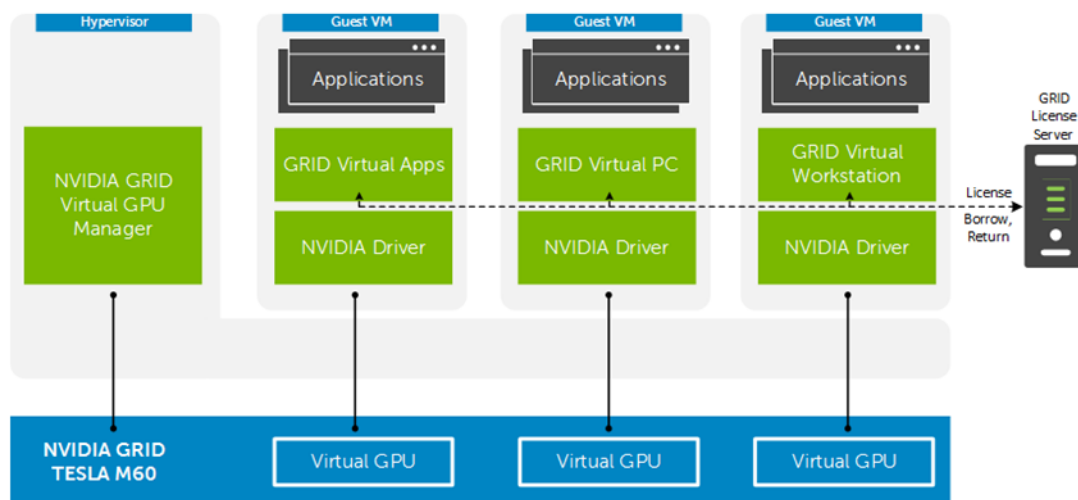 Hypervisor
Guest VM
Guest VM
Guest VM
Applications
Applications
Applications
GRID
License
Server
NVIDIA GRID
Virtual GPU
Manager
GRID Virtual Apps
GRID Virtual PC
GRID Virtual
Workstation
License
Borrow,
Return
NVIDIA Driver
NVIDIA Driver
NVIDIA Driver
NVIDIA GRID
TESLA M60
Virtual GPU
Virtual GPU
Virtual GPU